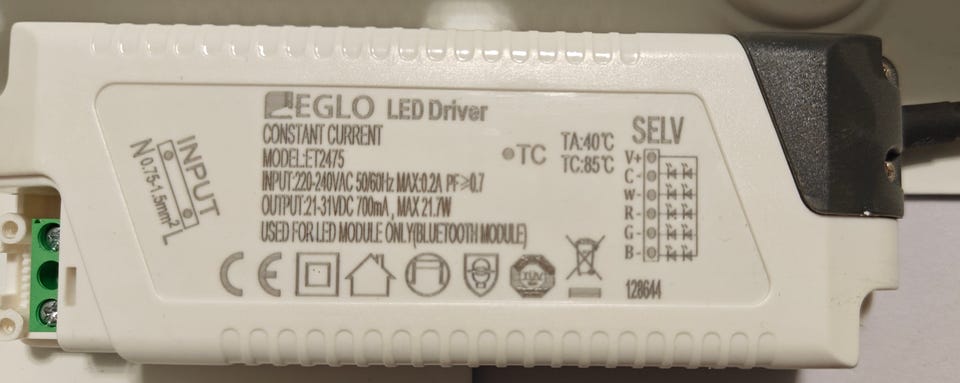 EGLO LED Driver
CONSTANT CURRENT
MODEL:ET2475
INPUT:220-240VAC 50/60Hz MAX:0.2A PF≥0.7
OUTPUT:21-31VDC 700mA, MAX 21.7W
USED FOR LED MODULE ONLY(BLUETOOTH MODULE)
INPUT
N 0.75-1.5mm² L
TC
TA:40℃
TC:85℃
SELV
V+
C-
W-
R-
G-
B-
CE
TUV
128644